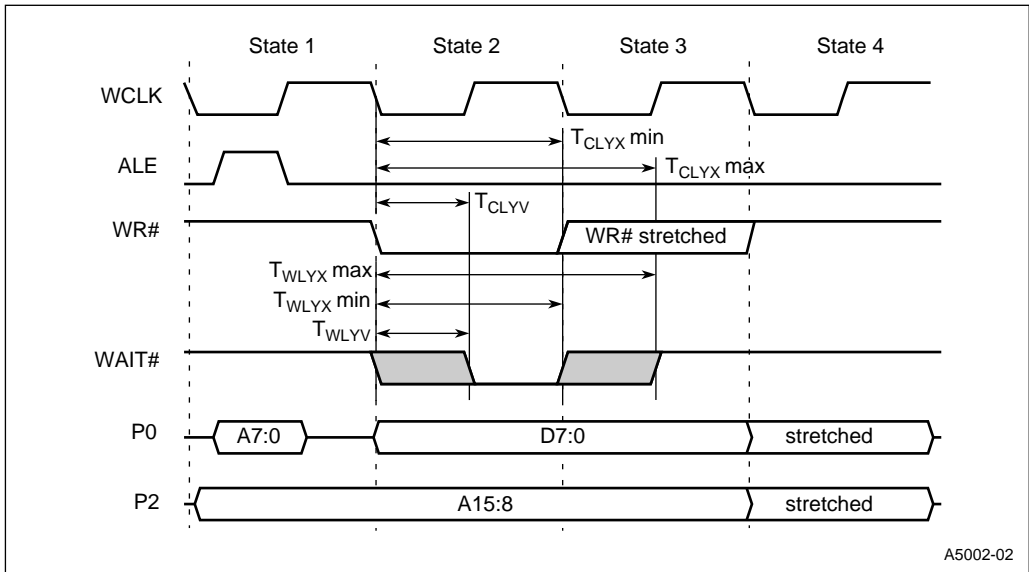 State 1 State 2 State 3 State 4
WCLK
T_CLYX min
ALE
T_CLYX max
T_CLYV
WR#
WR# stretched
T_WLYX max
T_WLYX min
T_WLYV
WAIT#
P0 A7:0 D7:0 stretched
P2 A15:8 stretched
A5002-02